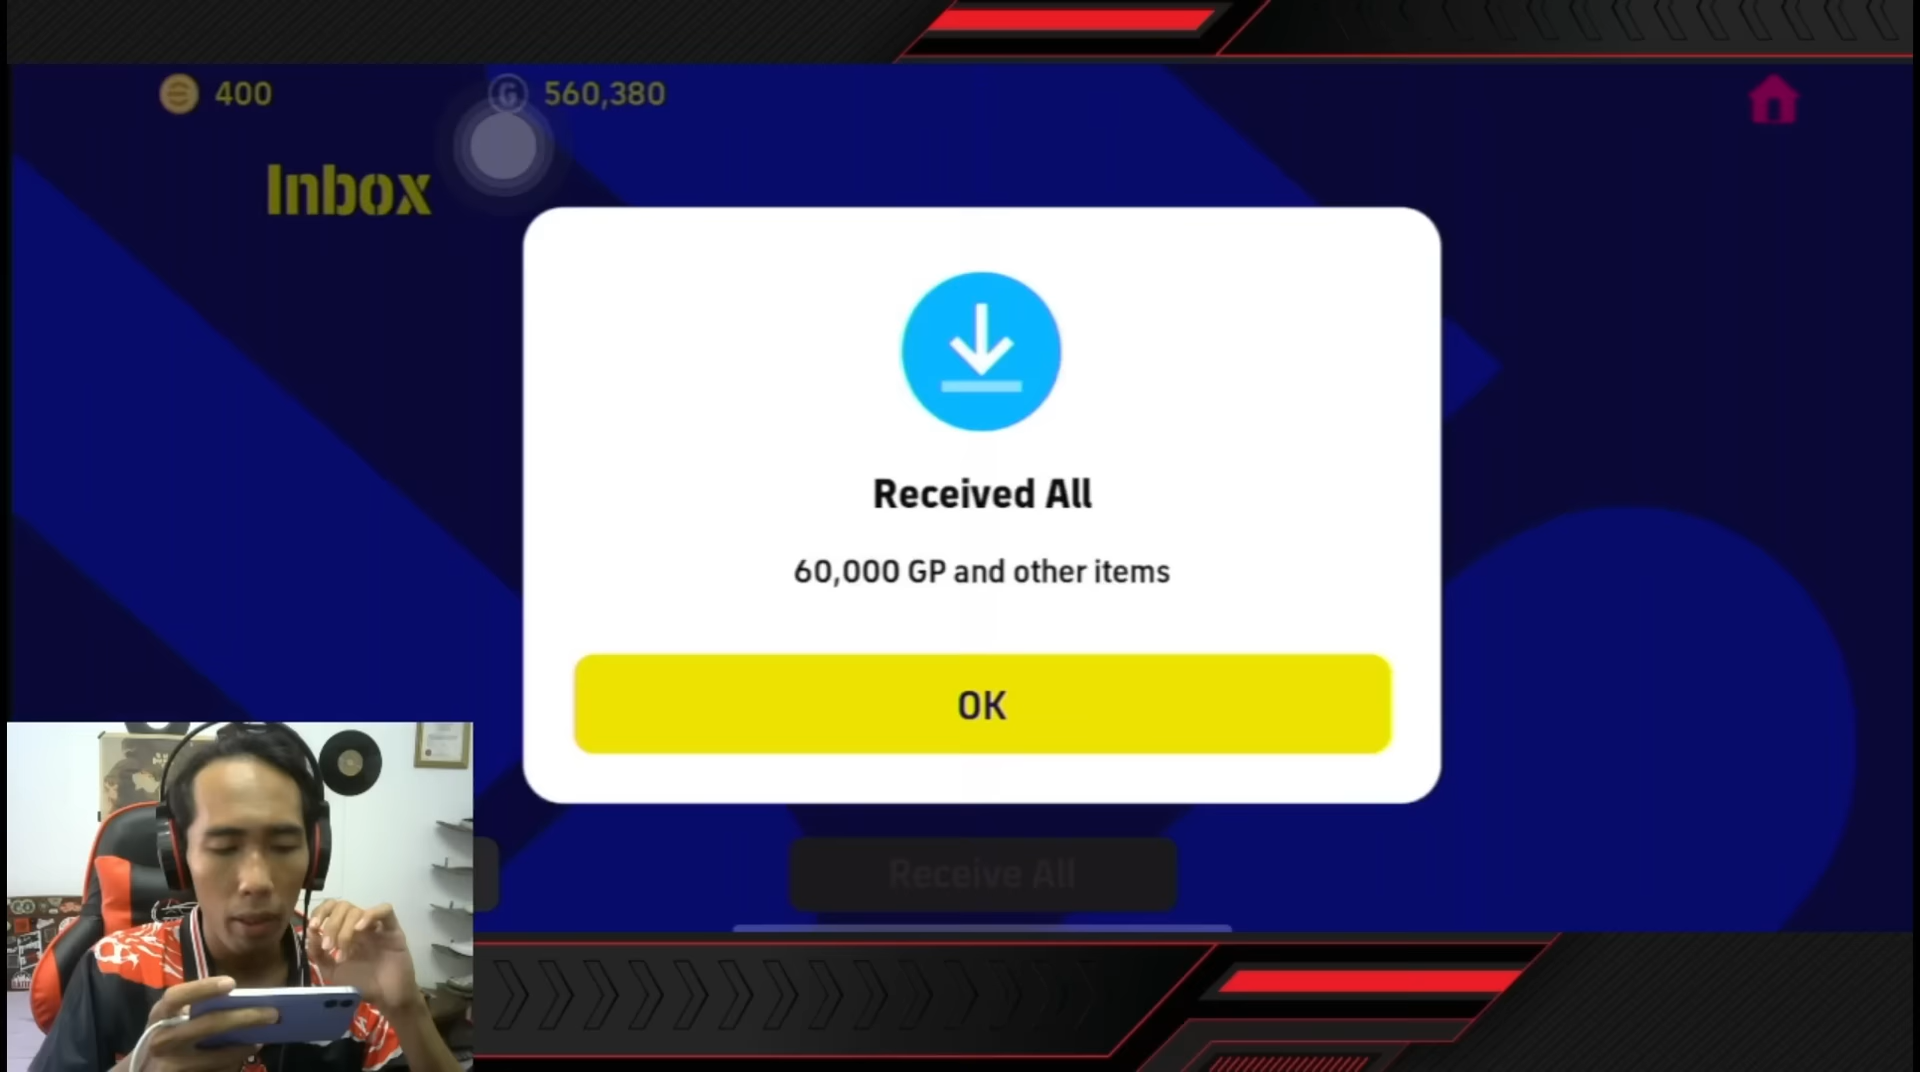 400
G 560,380
Inbox
Received All
60,000 GP and other items
OK
Receive All